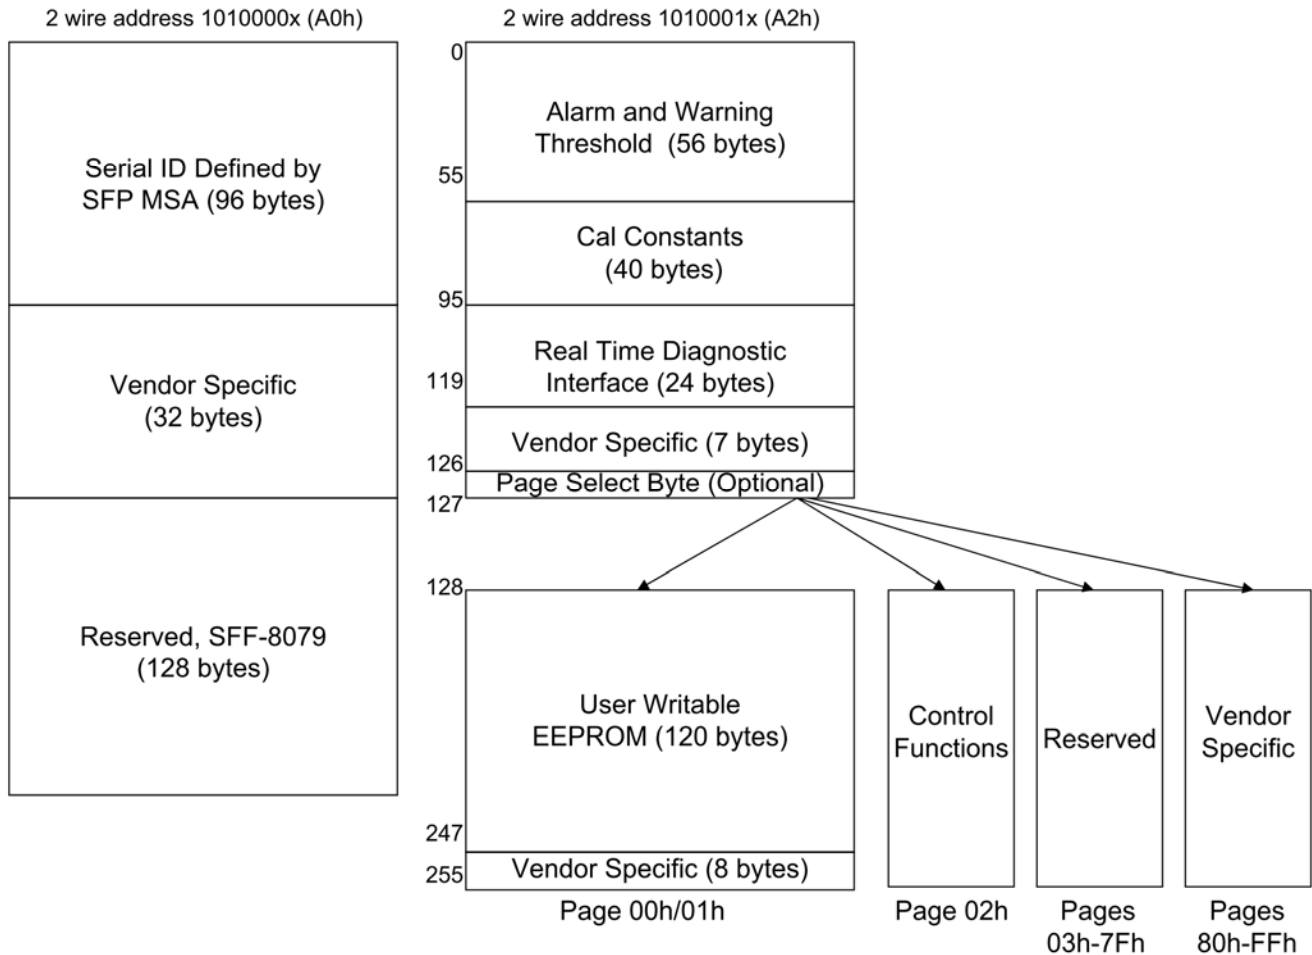 2 wire address 1010000x (A0h)
Serial ID Defined by
SFP MSA (96 bytes)
Vendor Specific
(32 bytes)
Reserved, SFF-8079
(128 bytes)
2 wire address 1010001x (A2h)
0
Alarm and Warning
Threshold (56 bytes)
55
Cal Constants
(40 bytes)
95
Real Time Diagnostic
Interface (24 bytes)
119
Vendor Specific (7 bytes)
126
Page Select Byte (Optional)
127
128
User Writable
EEPROM (120 bytes)
247
Vendor Specific (8 bytes)
255
Page 00h/01h
Control
Functions
Page 02h
Reserved
Pages
03h-7Fh
Vendor
Specific
Pages
80h-FFh